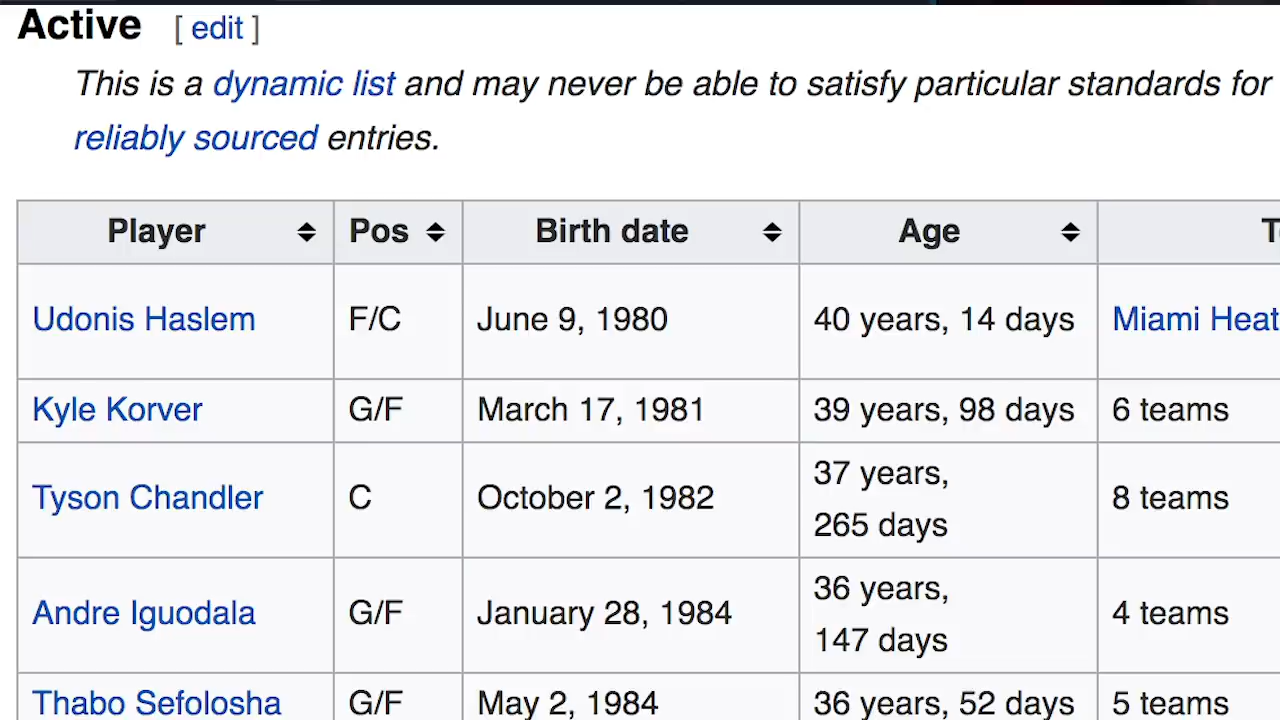 Active [ edit ]
This is a dynamic list and may never be able to satisfy particular standards for
reliably sourced entries.
Player Pos Birth date Age
Udonis Haslem F/C June 9, 1980 40 years, 14 days Miami Heat
Kyle Korver G/F March 17, 1981 39 years, 98 days 6 teams
Tyson Chandler C October 2, 1982 37 years,
265 days 8 teams
Andre Iguodala G/F January 28, 1984 36 years,
147 days 4 teams
Thabo Sefolosha G/F May 2, 1984 36 years, 52 days 5 teams